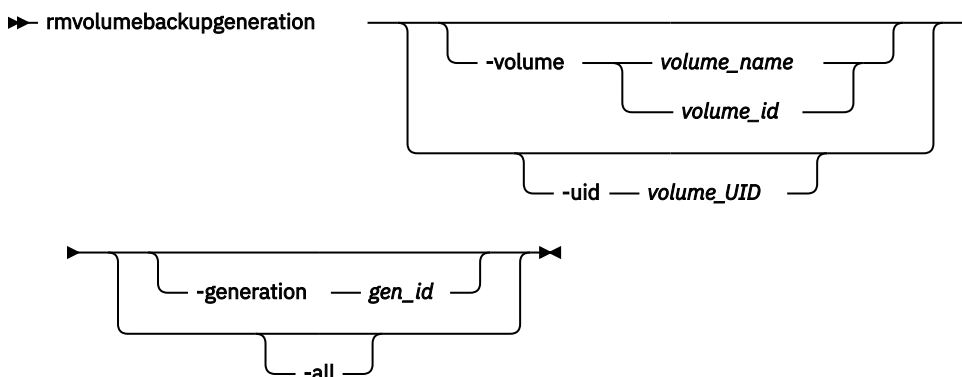 rmvolumebackupgeneration
-volume volume_name
volume_id
-uid volume_UID
-generation gen_id
-all